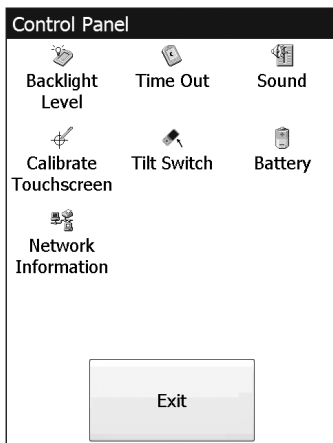 Control Panel
Backlight
Level
Time Out
Sound
Calibrate
Touchscreen
Tilt Switch
Battery
Network
Information
Exit